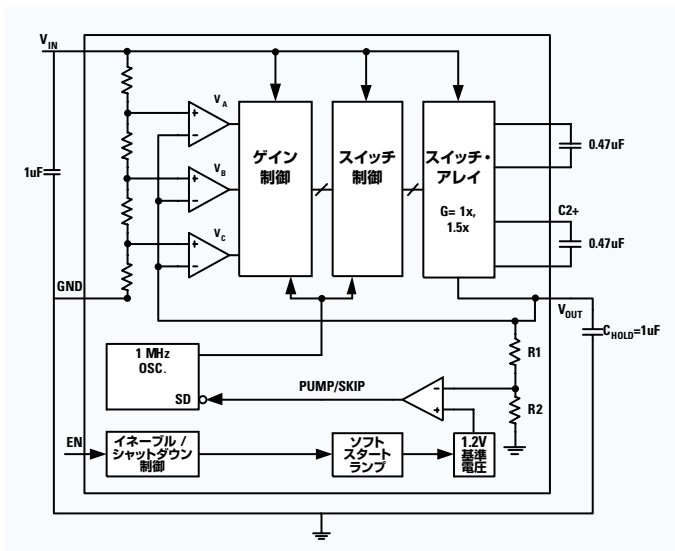 VIN
VA
ゲイン
制御
スイッチ
制御
スイッチ・
アレイ
G= 1x,
1.5x
0.47uF
VB
1uF
C2+
VC
0.47uF
GND
VOUT
CHOLD=1uF
1 MHz
OSC.
R1
SD
PUMP/SKIP
R2
EN
イネーブル /
シャットダウン
制御
ソフト
スタート
ランプ
1.2V
基準
電圧